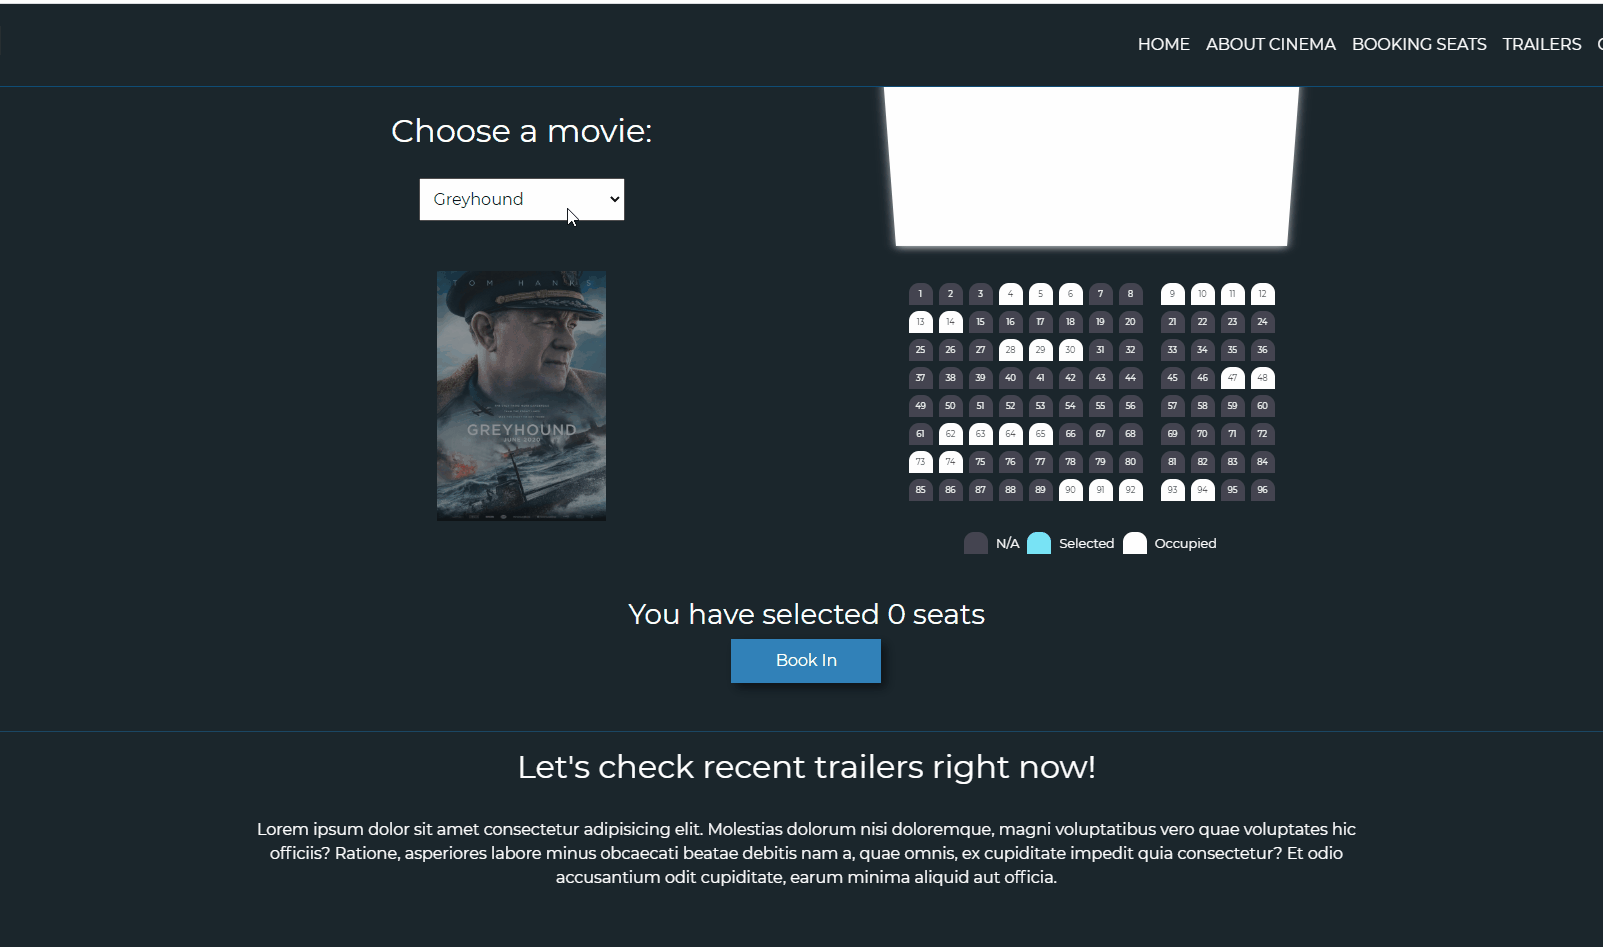 HOME ABOUT CINEMA BOOKING SEATS TRAILERS
Choose a movie:
Greyhound
TOM HANKS
GREYHOUND
JUNE 2020
1 2 3 4 5 6 7 8 9 10 11 12
13 14 15 16 17 18 19 20 21 22 23 24
25 26 27 28 29 30 31 32 33 34 35 36
37 38 39 40 41 42 43 44 45 46 47 48
49 50 51 52 53 54 55 56 57 58 59 60
61 62 63 64 65 66 67 68 69 70 71 72
73 74 75 76 77 78 79 80 81 82 83 84
85 86 87 88 89 90 91 92 93 94 95 96
N/A Selected Occupied
You have selected 0 seats
Book In
Let's check recent trailers right now!
Lorem ipsum dolor sit amet consectetur adipisicing elit. Molestias dolorum nisi doloremque, magni voluptatibus vero quae voluptates hic
officiis? Ratione, asperiores labore minus obcaecati beatae debitis nam a, quae omnis, ex cupiditate impedit quia consectetur? Et odio
accusantium odit cupiditate, earum minima aliquid aut officia.